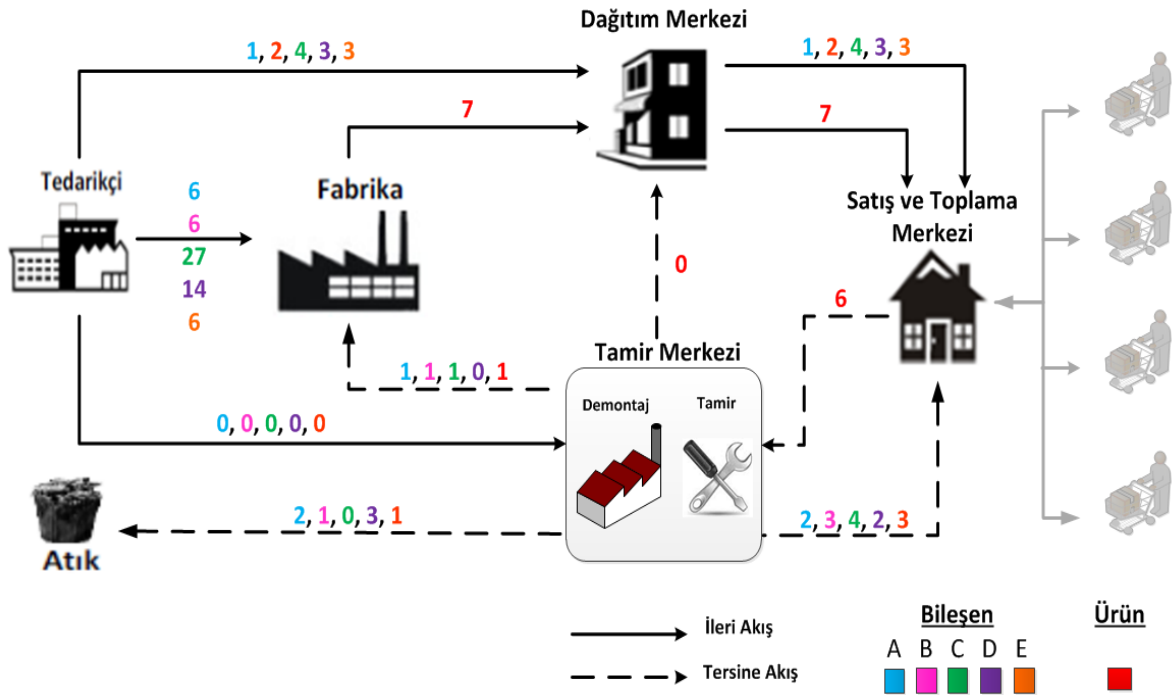 Dağıtım Merkezi
1, 2, 4, 3, 3
1, 2, 4, 3, 3
7
7
Tedarikçi
Fabrika
6
6
27
14
6
Satış ve Toplama
Merkezi
0
6
Tamir Merkezi
1, 1, 1, 0, 1
Demontaj
Tamir
0, 0, 0, 0, 0
2, 1, 0, 3, 1
2, 3, 4, 2, 3
Atık
Bileşen
Ürün
İleri Akış
A B C D E
Tersine Akış